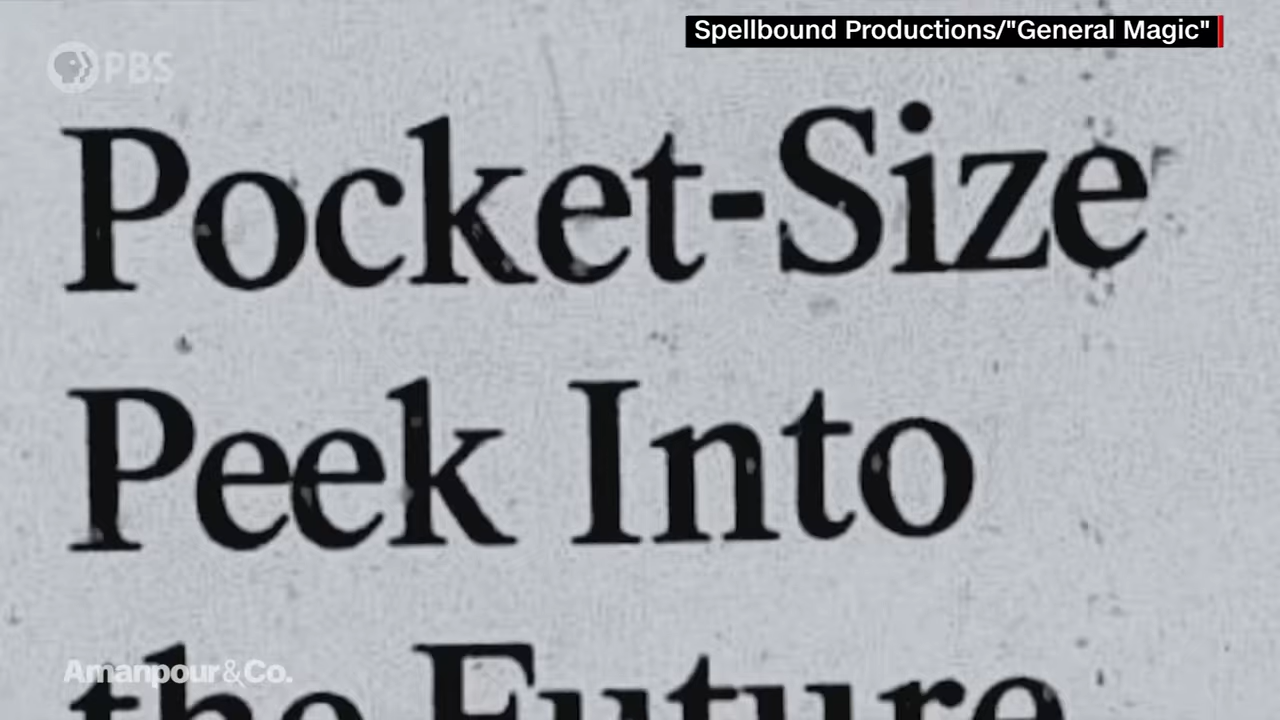 Spellbound Productions/"General Magic"
PBS
Pocket-Size
Peek Into
the Future
Amanpour&Co.